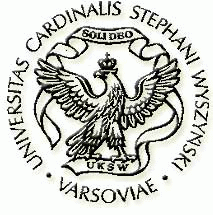 UNIVERSITAS CARDINALIS STEPHANI WYSZYŃSKI
SOLI DEO
UKSW
• VARSOVIAE •